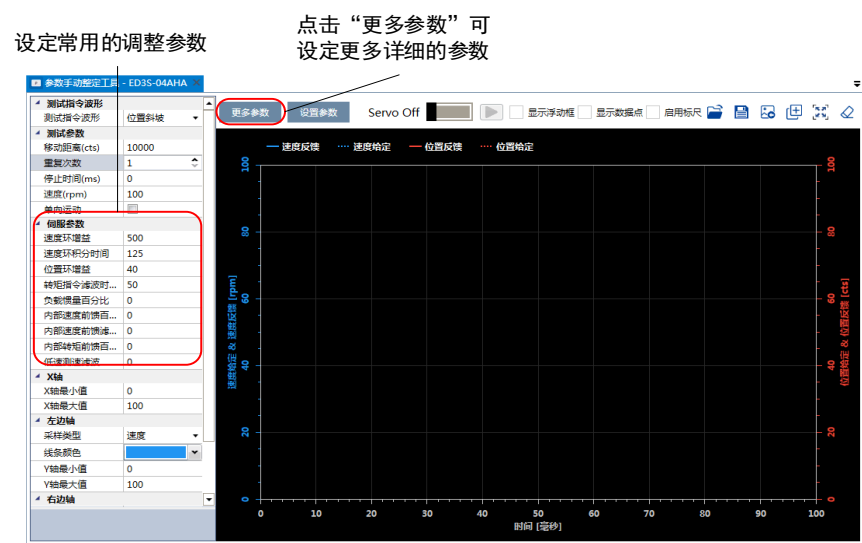 设定常用的调整参数
点击“更多参数”可
设定更多详细的参数
参数手动整定工具 - ED3S-04AHA
测试指令波形
测试指令波形 位置斜坡
测试参数
移动距离(cts) 10000
重复次数 1
停止时间(ms) 0
速度(rpm) 100
单向运动
伺服参数
速度环增益 500
速度环积分时间 125
位置环增益 40
转矩指令滤波时... 50
负载惯量百分比 0
内部速度前馈百... 0
内部速度前馈滤... 0
内部转矩前馈百... 0
低速测速滤波 0
X轴
X轴最小值 0
X轴最大值 100
左边轴
采样类型 速度
线条颜色
Y轴最小值 0
Y轴最大值 100
右边轴
更多参数 设置参数 Servo Off 显示浮动框 显示数据点 启用标尺
速度反馈 速度给定 位置反馈 位置给定
100
80
60
40
20
0
速度给定 & 速度反馈 [rpm]
0 10 20 30 40 50 60 70 80 90 100
时间 [毫秒]
100
80
60
40
20
0
位置给定 & 位置反馈 [cts]